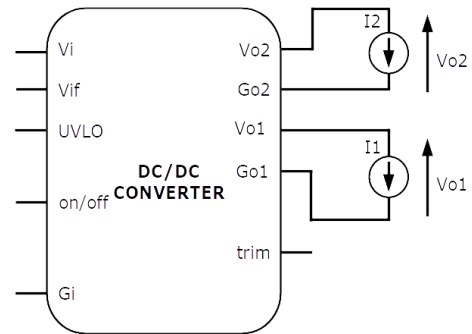 Vi
Vif
UVLO
on/off
Gi
DC/DC
CONVERTER
Vo2
Go2
Vo1
Go1
trim
I2
Vo2
I1
Vo1